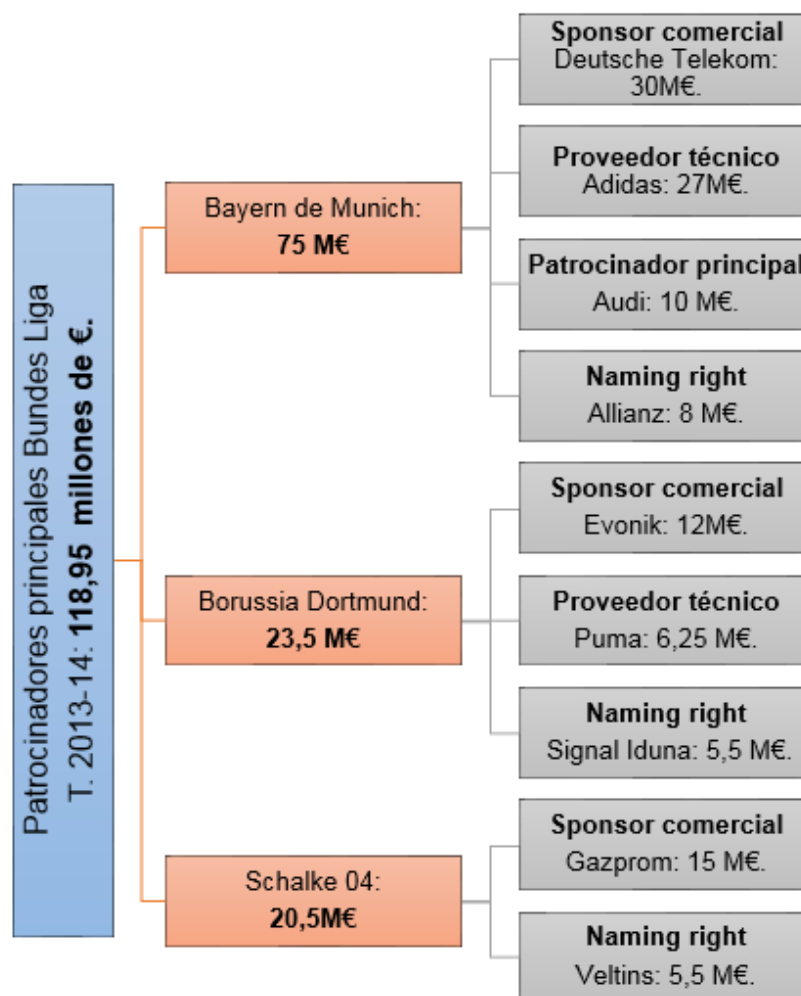 Patrocinadores principales Bundes Liga
T. 2013-14: 118,95 millones de €.
Bayern de Munich:
75 M€
Sponsor comercial
Deutsche Telekom:
30M€.
Proveedor técnico
Adidas: 27M€.
Patrocinador principal
Audi: 10 M€.
Naming right
Allianz: 8 M€.
Borussia Dortmund:
23,5 M€
Sponsor comercial
Evonik: 12M€.
Proveedor técnico
Puma: 6,25 M€.
Naming right
Signal Iduna: 5,5 M€.
Schalke 04:
20,5M€
Sponsor comercial
Gazprom: 15 M€.
Naming right
Veltins: 5,5 M€.